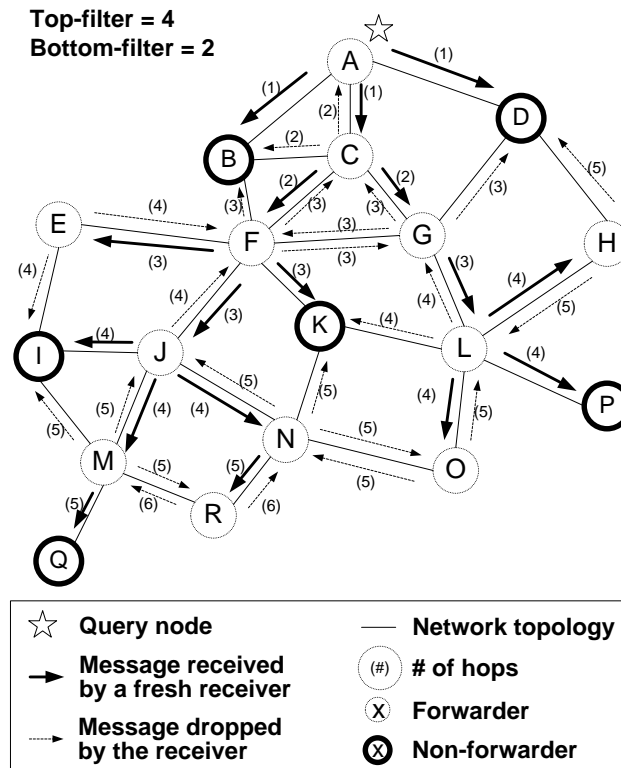 Top-filter = 4
Bottom-filter = 2
A
(1)
(1)
(2)
(1)
D
B
(2)
C
(5)
(2)
(2)
(3)
(3)
(3)
(3)
E
(4)
F
(3)
(3)
G
H
(4)
(3)
(3)
(3)
(4)
(5)
(4)
(3)
(4)
K
(4)
I
(4)
J
L
(4)
P
(5)
(4)
(4)
(5)
(5)
(4)
(5)
(5)
M
N
(5)
O
(5)
(5)
(5)
(5)
(6)
R
(6)
Q
Query node
Network topology
Message received
by a fresh receiver
(#)
# of hops
X
Forwarder
Message dropped
by the receiver
X
Non-forwarder